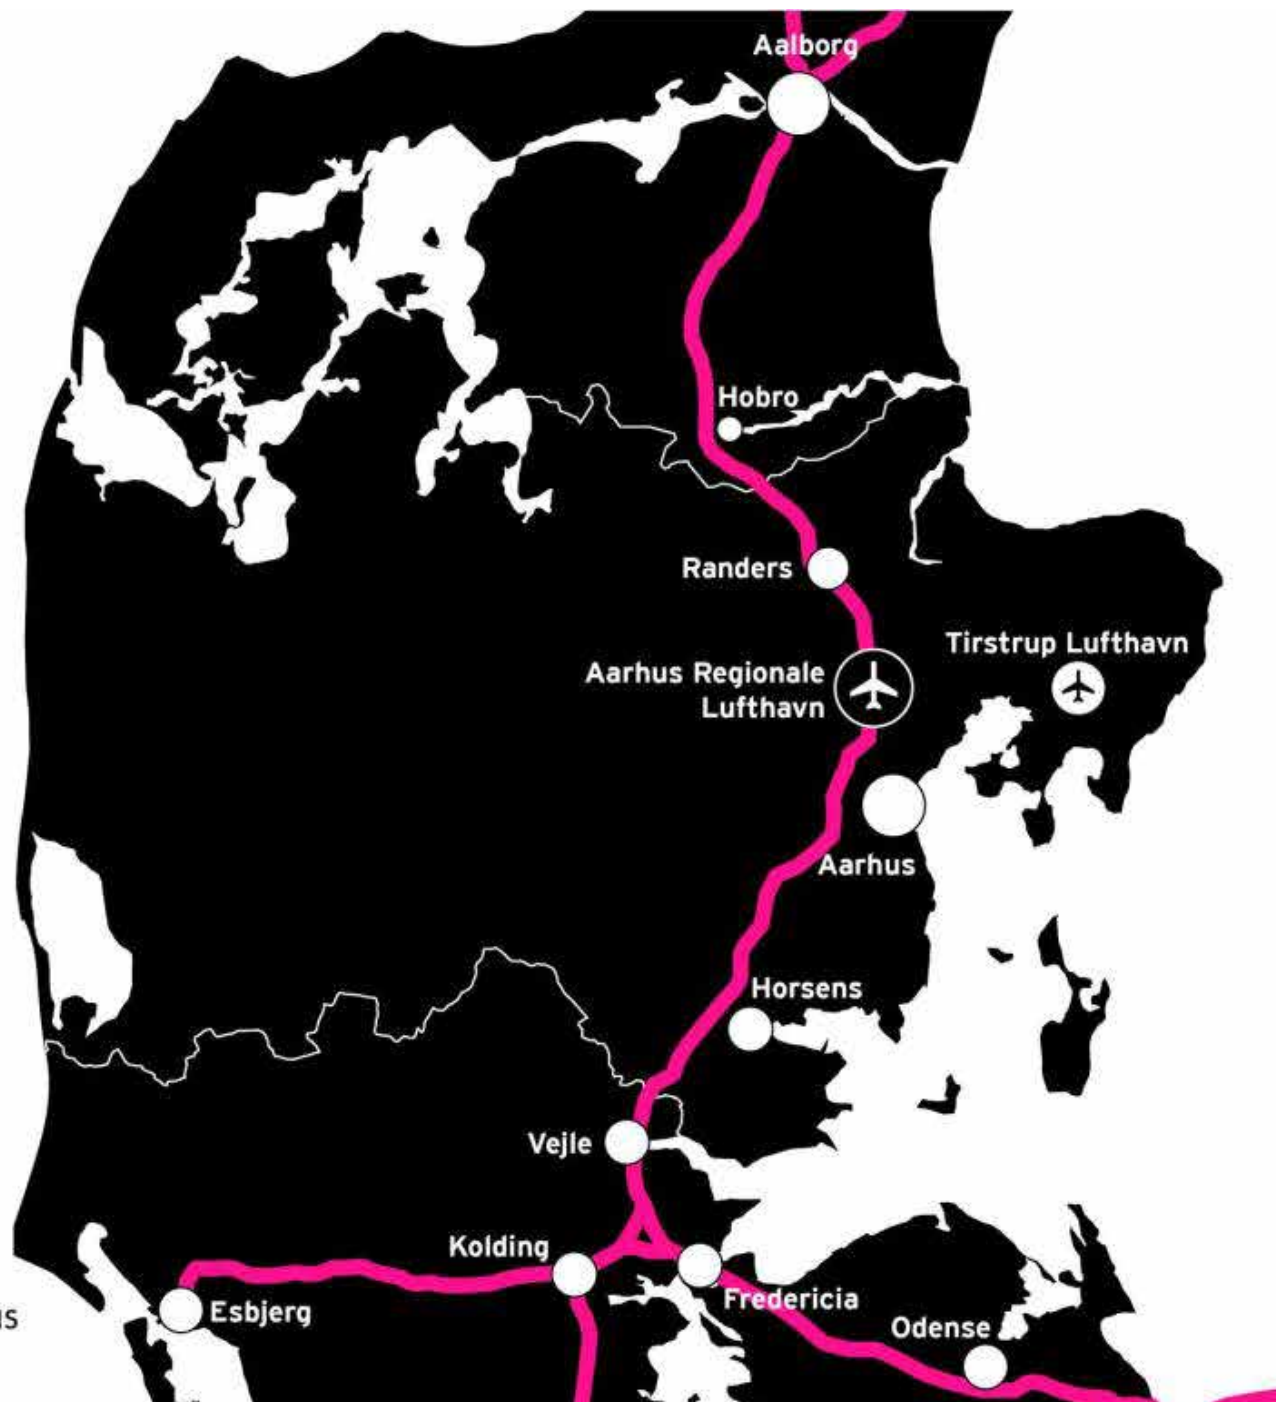 Aalborg
Hobro
Randers
Tirstrup Lufthavn
Aarhus Regionale
Lufthavn
Aarhus
Horsens
Vejle
Kolding
Fredericia
Esbjerg
Odense